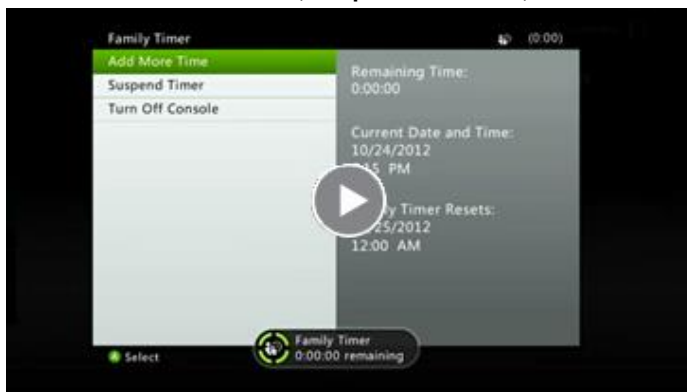 Family Timer
(0:00)
Add More Time
Suspend Timer
Turn Off Console
Remaining Time:
0:00:00
Current Date and Time:
10/24/2012
PM
Timer Resets:
12:00 AM
Select
Family Timer
0:00:00 remaining